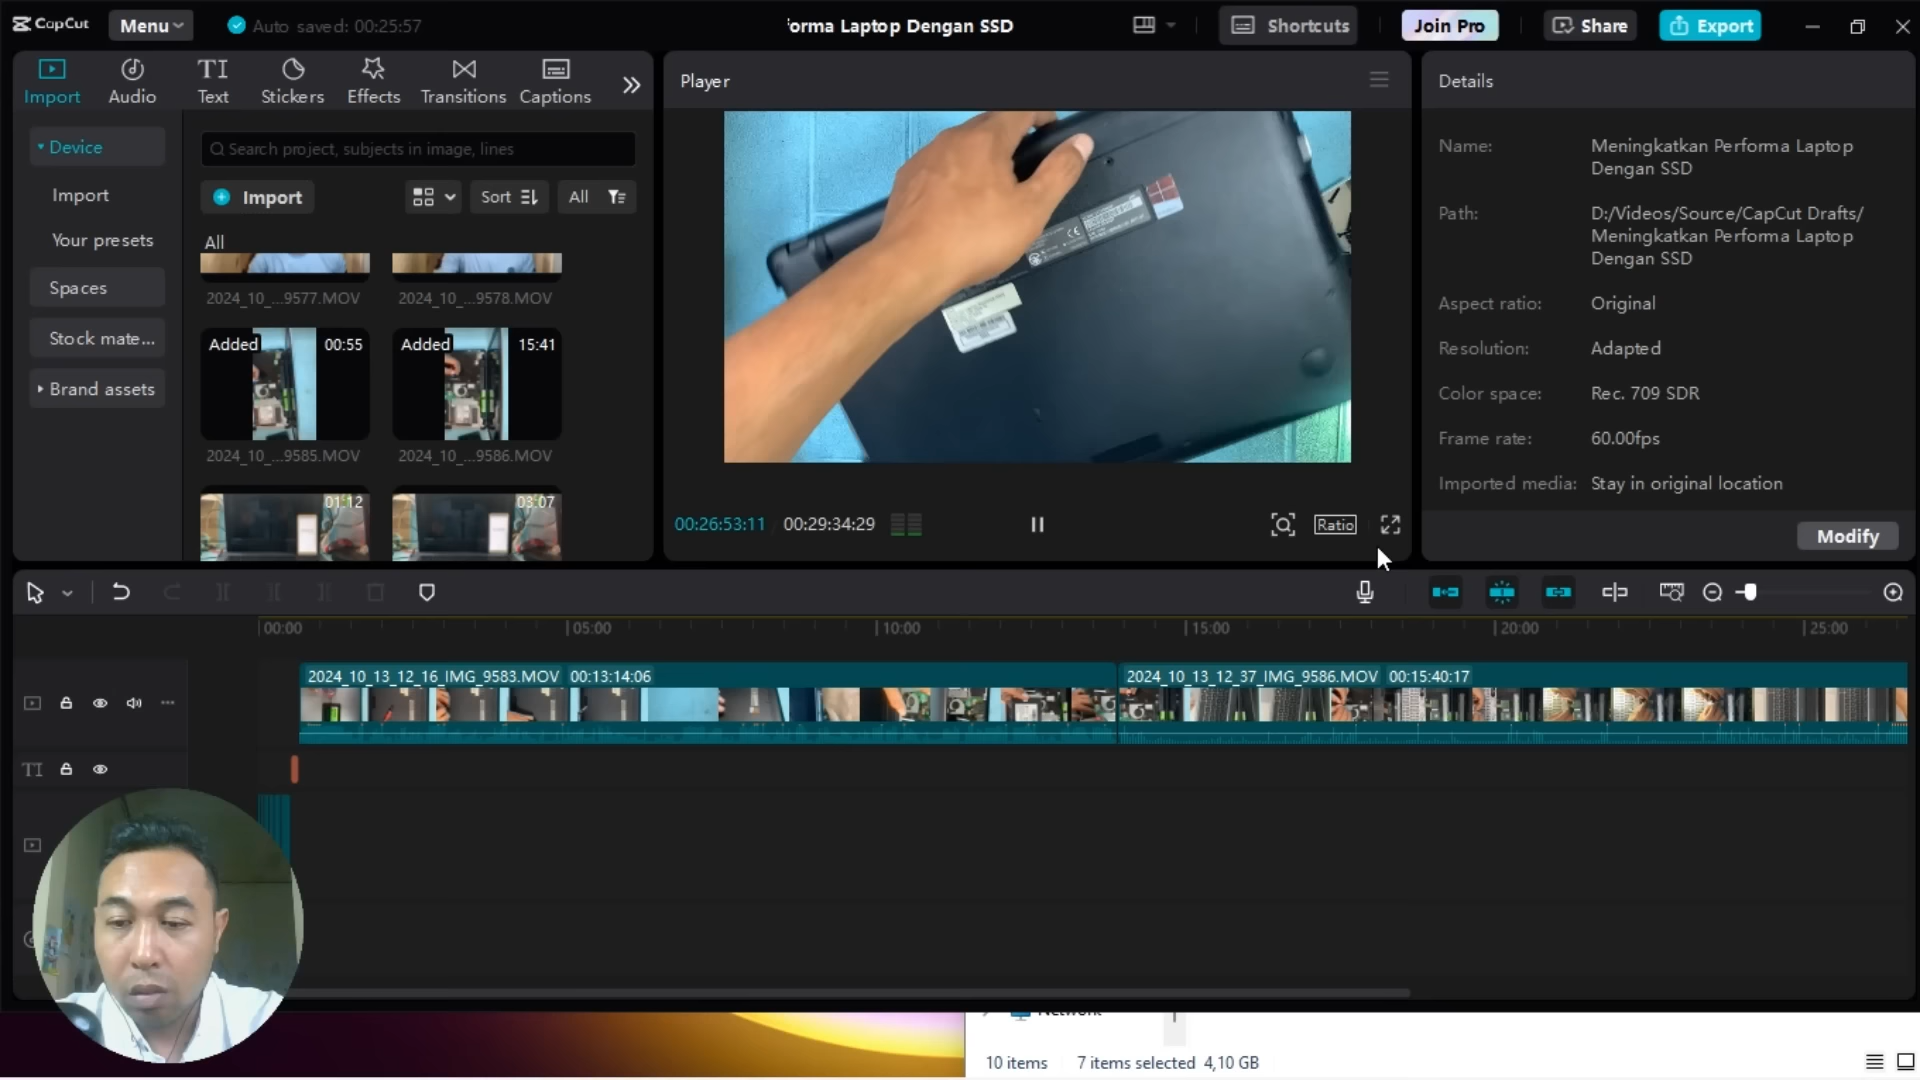 CapCut
Menu
Auto saved: 00:25:57
forma Laptop Dengan SSD
Shortcuts
Join Pro
Share
Export
Import
Audio
TI
Text
Stickers
Effects
Transitions
Captions
Player
Details
Device
Import
Your presets
Spaces
Stock mate...
Brand assets
Search project, subjects in image, lines
Import
Sort
All
All
2024_10_...9577.MOV
2024_10_...9578.MOV
Added
00:55
Added
15:41
2024_10_...9585.MOV
2024_10_...9586.MOV
01:12
03:07
00:26:53:11
00:29:34:29
Ratio
Name:
Meningkatkan Performa Laptop
Dengan SSD
Path:
D:/Videos/Source/CapCut Drafts/
Meningkatkan Performa Laptop
Dengan SSD
Aspect ratio:
Original
Resolution:
Adapted
Color space:
Rec. 709 SDR
Frame rate:
60.00fps
Imported media:
Stay in original location
Modify
00:00
05:00
10:00
15:00
20:00
25:00
2024_10_13_12_16_IMG_9583.MOV 00:13:14:06
2024_10_13_12_37_IMG_9586.MOV 00:15:40:17
TI
Network
10 items
7 items selected 4,10 GB